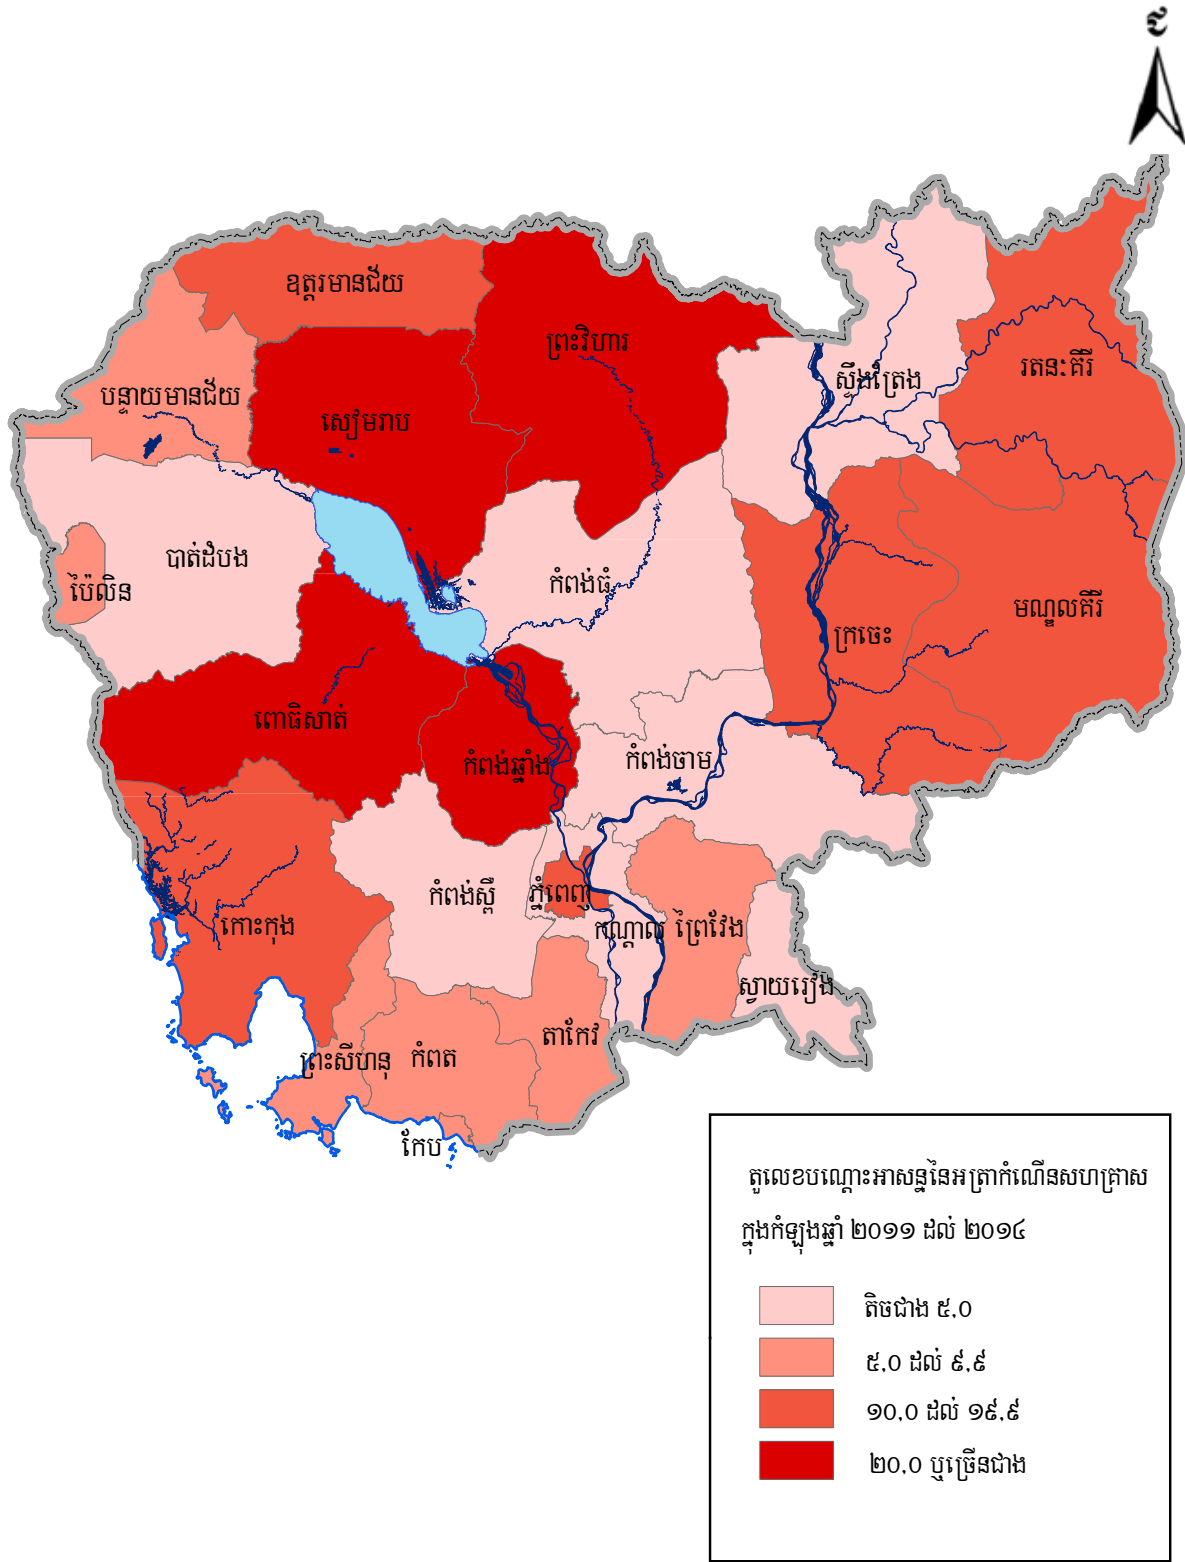 ជ
ឧត្តរមានជ័យ
ព្រះវិហារ
រតនៈគីរី
ស្ទឹងត្រែង
បន្ទាយមានជ័យ
សៀមរាប
បាត់ដំបង
ប៉ៃលិន
កំពង់ធំ
មណ្ឌលគីរី
ក្រចេះ
ពោធិសាត់
កំពង់ឆ្នាំង
កំពង់ចាម
កំពង់ស្ពឺ
ភ្នំពេញ
កោះកុង
កណ្ដាល
ព្រៃវែង
ស្វាយរៀង
តាកែវ
ព្រះសីហនុ
កំពត
កែប
តួលេខបណ្ដោះអាសន្ននៃអត្រាកំណើនសហគ្រាស
ក្នុងកំឡុងឆ្នាំ ២០១១ ដល់ ២០១៤
តិចជាង ៥,០
៥,០ ដល់ ៩,៩
១០,០ ដល់ ១៩,៩
២០,០ ឬច្រើនជាង